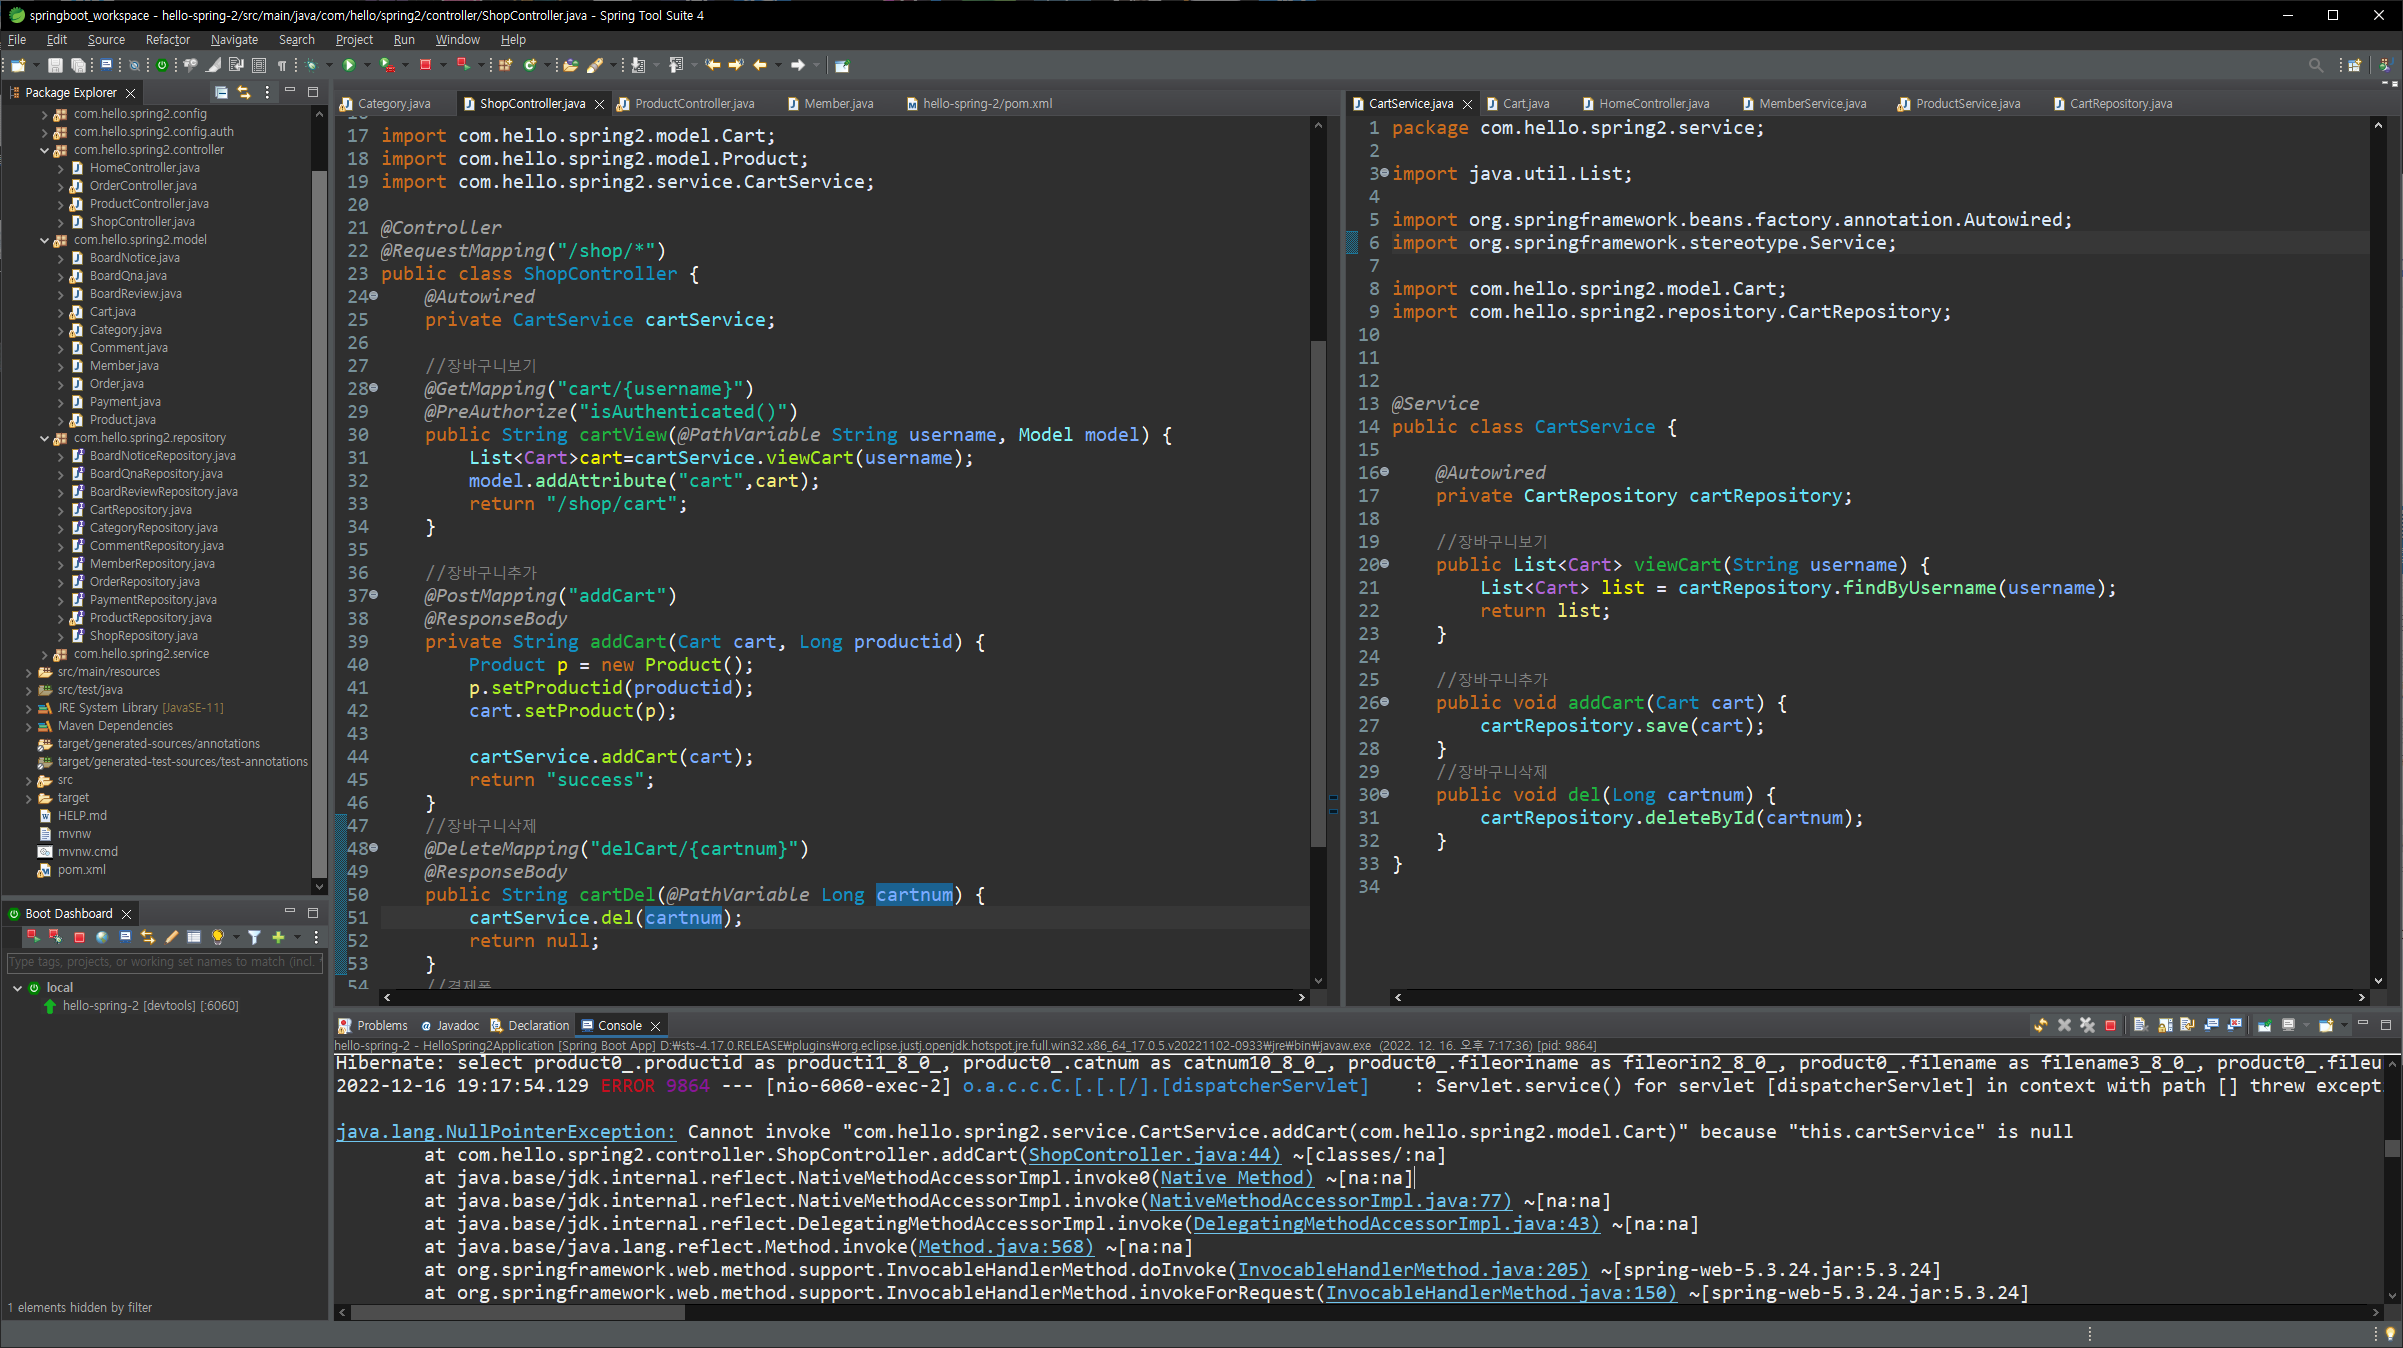 springboot_workspace - hello-spring-2/src/main/java/com/hello/spring2/controller/ShopController.java - Spring Tool Suite 4
File Edit Source Refactor Navigate Search Project Run Window Help
Package Explorer
com.hello.spring2.config
com.hello.spring2.config.auth
com.hello.spring2.controller
HomeController.java
OrderController.java
ProductController.java
ShopController.java
com.hello.spring2.model
BoardNotice.java
BoardQna.java
BoardReview.java
Cart.java
Category.java
Comment.java
Member.java
Order.java
Payment.java
Product.java
com.hello.spring2.repository
BoardNoticeRepository.java
BoardQnaRepository.java
BoardReviewRepository.java
CartRepository.java
CategoryRepository.java
CommentRepository.java
MemberRepository.java
OrderRepository.java
PaymentRepository.java
ProductRepository.java
ShopRepository.java
com.hello.spring2.service
src/main/resources
src/test/java
JRE System Library [JavaSE-11]
Maven Dependencies
target/generated-sources/annotations
target/generated-test-sources/test-annotations
src
target
HELP.md
mvnw
mvnw.cmd
pom.xml
Boot Dashboard
Type tags, projects, or working set names to match (incl.
local
hello-spring-2 [devtools] [:6060]
1 elements hidden by filter
Category.java ShopController.java ProductController.java Member.java hello-spring-2/pom.xml
17 import com.hello.spring2.model.Cart;
18 import com.hello.spring2.model.Product;
19 import com.hello.spring2.service.CartService;
20
21 @Controller
22 @RequestMapping("/shop/*")
23 public class ShopController {
24 @Autowired
25 private CartService cartService;
26
27 //장바구니보기
28 @GetMapping("cart/{username}")
29 @PreAuthorize("isAuthenticated()")
30 public String cartView(@PathVariable String username, Model model) {
31 List<Cart>cart=cartService.viewCart(username);
32 model.addAttribute("cart",cart);
33 return "/shop/cart";
34 }
35
36 //장바구니추가
37 @PostMapping("addCart")
38 @ResponseBody
39 private String addCart(Cart cart, Long productid) {
40 Product p = new Product();
41 p.setProductid(productid);
42 cart.setProduct(p);
43
44 cartService.addCart(cart);
45 return "success";
46 }
47 //장바구니삭제
48 @DeleteMapping("delCart/{cartnum}")
49 @ResponseBody
50 public String cartDel(@PathVariable Long cartnum) {
51 cartService.del(cartnum);
52 return null;
53 }
54 //결제폼
CartService.java Cart.java HomeController.java MemberService.java ProductService.java CartRepository.java
1 package com.hello.spring2.service;
2
3 import java.util.List;
4
5 import org.springframework.beans.factory.annotation.Autowired;
6 import org.springframework.stereotype.Service;
7
8 import com.hello.spring2.model.Cart;
9 import com.hello.spring2.repository.CartRepository;
10
11
12
13 @Service
14 public class CartService {
15
16 @Autowired
17 private CartRepository cartRepository;
18
19 //장바구니보기
20 public List<Cart> viewCart(String username) {
21 List<Cart> list = cartRepository.findByUsername(username);
22 return list;
23 }
24
25 //장바구니추가
26 public void addCart(Cart cart) {
27 cartRepository.save(cart);
28 }
29 //장바구니삭제
30 public void del(Long cartnum) {
31 cartRepository.deleteById(cartnum);
32 }
33 }
34
Problems Javadoc Declaration Console
hello-spring-2 - HelloSpring2Application [Spring Boot App] D:₩sts-4.17.0.RELEASE₩plugins₩org.eclipse.justj.openjdk.hotspot.jre.full.win32.x86_64_17.0.5.v20221102-0933₩jre₩bin₩javaw.exe (2022. 12. 16. 오후 7:17:36) [pid: 9864]
Hibernate: select product0_.productid as producti1_8_0_, product0_.catnum as catnum10_8_0_, product0_.fileoriname as fileorin2_8_0_, product0_.filename as filename3_8_0_, product0_.fileu
2022-12-16 19:17:54.129 ERROR 9864 --- [nio-6060-exec-2] o.a.c.c.C.[.[.[/].[dispatcherServlet] : Servlet.service() for servlet [dispatcherServlet] in context with path [] threw except
java.lang.NullPointerException: Cannot invoke "com.hello.spring2.service.CartService.addCart(com.hello.spring2.model.Cart)" because "this.cartService" is null
at com.hello.spring2.controller.ShopController.addCart(ShopController.java:44) ~[classes/:na]
at java.base/jdk.internal.reflect.NativeMethodAccessorImpl.invoke0(Native Method) ~[na:na]
at java.base/jdk.internal.reflect.NativeMethodAccessorImpl.invoke(NativeMethodAccessorImpl.java:77) ~[na:na]
at java.base/jdk.internal.reflect.DelegatingMethodAccessorImpl.invoke(DelegatingMethodAccessorImpl.java:43) ~[na:na]
at java.base/java.lang.reflect.Method.invoke(Method.java:568) ~[na:na]
at org.springframework.web.method.support.InvocableHandlerMethod.doInvoke(InvocableHandlerMethod.java:205) ~[spring-web-5.3.24.jar:5.3.24]
at org.springframework.web.method.support.InvocableHandlerMethod.invokeForRequest(InvocableHandlerMethod.java:150) ~[spring-web-5.3.24.jar:5.3.24]